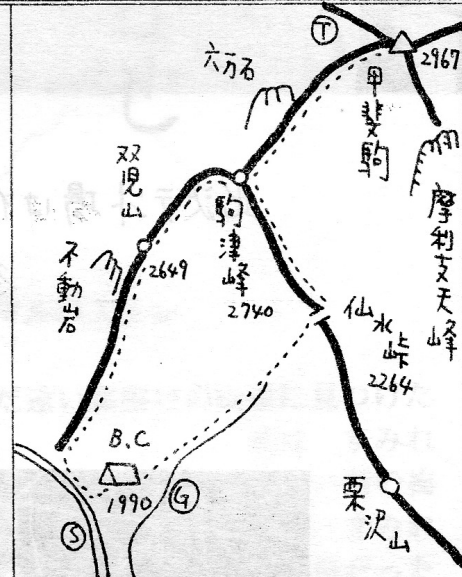 Ⓣ
六万石
2967
甲斐駒
摩利支天峰
双児山
2649
不動岩
駒津峰
2740
仙水峠
2264
B.C
1990
Ⓖ
Ⓢ
栗沢山